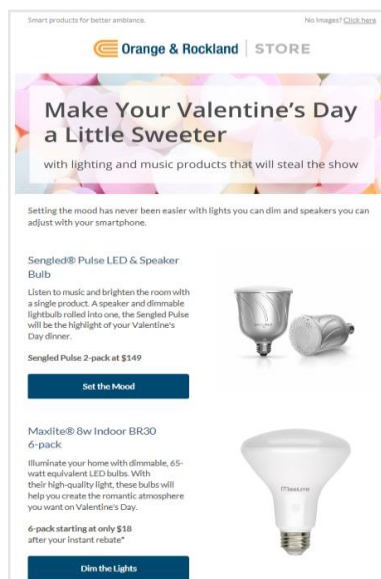 Smart products for better ambiance.
No Images? Click here
Orange & Rockland | STORE
Make Your Valentine's Day
a Little Sweeter
with lighting and music products that will steal the show
Setting the mood has never been easier with lights you can dim and speakers you can
adjust with your smartphone.
Sengled® Pulse LED & Speaker
Bulb
Listen to music and brighten the room with
a single product. A speaker and dimmable
lightbulb rolled into one, the Sengled Pulse
will be the highlight of your Valentine's
Day dinner.
Sengled Pulse 2-pack at $149
Set the Mood
Maxlite® 8w Indoor BR30
6-pack
Illuminate your home with dimmable, 65-
watt equivalent LED bulbs. With
their high-quality light, these bulbs will
help you create the romantic atmosphere
you want on Valentine's Day.
6-pack starting at only $18
after your instant rebate*
Dim the Lights
MaxLite